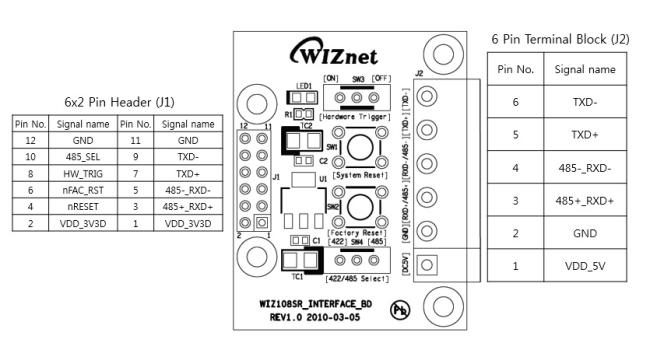 6 Pin Terminal Block (J2)
Pin No. Signal name
6 TXD-
5 TXD+
4 485-_RXD-
3 485+_RXD+
2 GND
1 VDD_5V
6x2 Pin Header (J1)
Pin No. Signal name Pin No. Signal name
12 GND 11 GND
10 485_SEL 9 TXD-
8 HW_TRIG 7 TXD+
6 nFAC_RST 5 485-_RXD-
4 nRESET 3 485+_RXD+
2 VDD_3V3D 1 VDD_3V3D
WIZnet
LED1
[ON] SW3 [OFF]
J2
R1
[Hardware Trigger]
12 11
TC2
SW1
C2
[System Reset]
J1
U1
SW2
[Factory Reset]
2 1
C1
[422] SW4 [485]
TC1
[422/485 Select]
[TXD-]
[TXD+]
[RXD-/485-]
[RXD+/485+]
[GND]
[DC5V]
WIZ108SR_INTERFACE_BD
REV1.0 2010-03-05
Pb